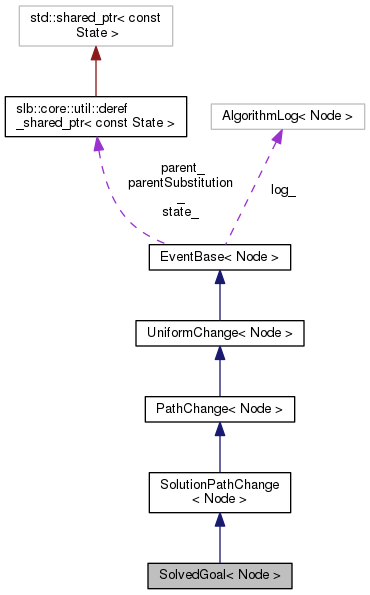 std::shared_ptr< const
State >
slb::core::util::deref
_shared_ptr< const State >
AlgorithmLog< Node >
parent_
parentSubstitution
_
state_
log_
EventBase< Node >
UniformChange< Node >
PathChange< Node >
SolutionPathChange
< Node >
SolvedGoal< Node >